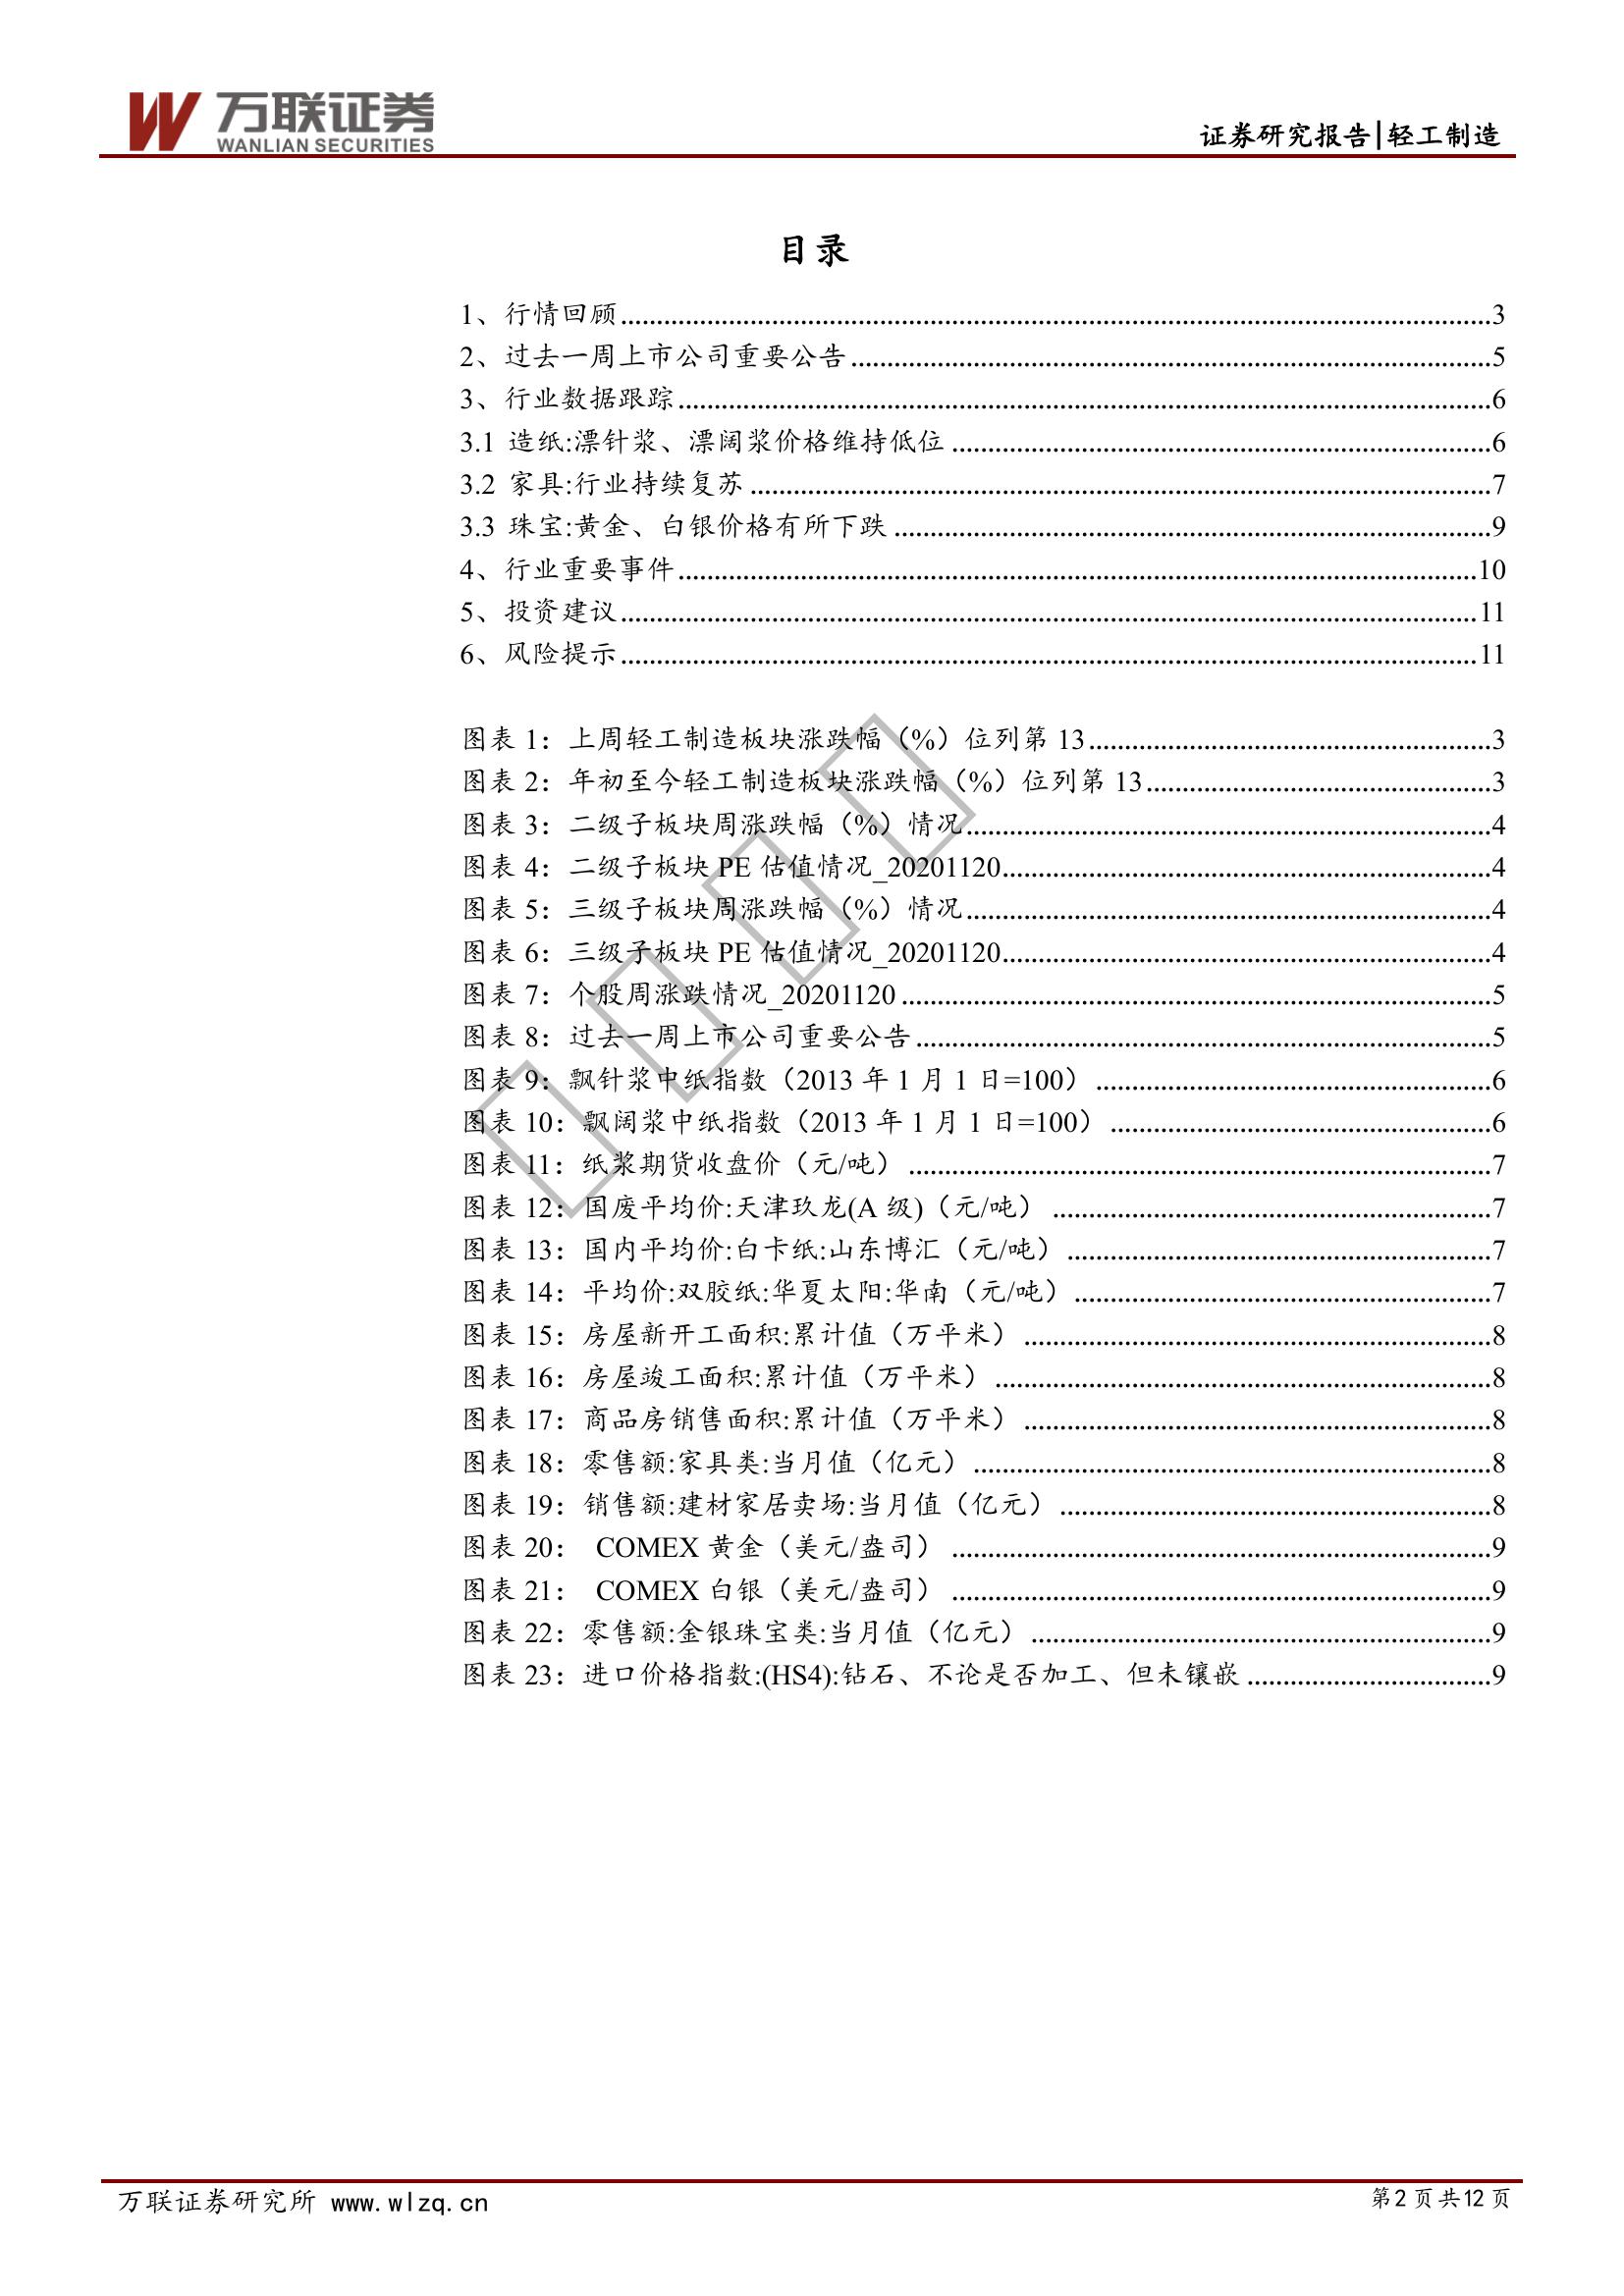 万联证券
WANLIAN SECURITIES
证券研究报告|轻工制造
目录
1、行情回顾 3
2、过去一周上市公司重要公告 5
3、行业数据跟踪 6
3.1 造纸:漂针浆、漂阔浆价格维持低位 6
3.2 家具:行业持续复苏 7
3.3 珠宝:黄金、白银价格有所下跌 9
4、行业重要事件 10
5、投资建议 11
6、风险提示 11
图表 1：上周轻工制造板块涨跌幅（%）位列第 13 3
图表 2：年初至今轻工制造板块涨跌幅（%）位列第 13 3
图表 3：二级子板块周涨跌幅（%）情况 4
图表 4：二级子板块 PE 估值情况_20201120 4
图表 5：三级子板块周涨跌幅（%）情况 4
图表 6：三级子板块 PE 估值情况_20201120 4
图表 7：个股周涨跌情况_20201120 5
图表 8：过去一周上市公司重要公告 5
图表 9：飘针浆中纸指数（2013 年 1 月 1 日=100） 6
图表 10：飘阔浆中纸指数（2013 年 1 月 1 日=100） 6
图表 11：纸浆期货收盘价（元/吨） 7
图表 12：国废平均价:天津玖龙(A 级)（元/吨） 7
图表 13：国内平均价:白卡纸:山东博汇（元/吨） 7
图表 14：平均价:双胶纸:华夏太阳:华南（元/吨） 7
图表 15：房屋新开工面积:累计值（万平米） 8
图表 16：房屋竣工面积:累计值（万平米） 8
图表 17：商品房销售面积:累计值（万平米） 8
图表 18：零售额:家具类:当月值（亿元） 8
图表 19：销售额:建材家居卖场:当月值（亿元） 8
图表 20： COMEX 黄金（美元/盎司） 9
图表 21： COMEX 白银（美元/盎司） 9
图表 22：零售额:金银珠宝类:当月值（亿元） 9
图表 23：进口价格指数:(HS4):钻石、不论是否加工、但未镶嵌 9
万联证券研究所 www.wlzq.cn
第 2 页 共 12 页